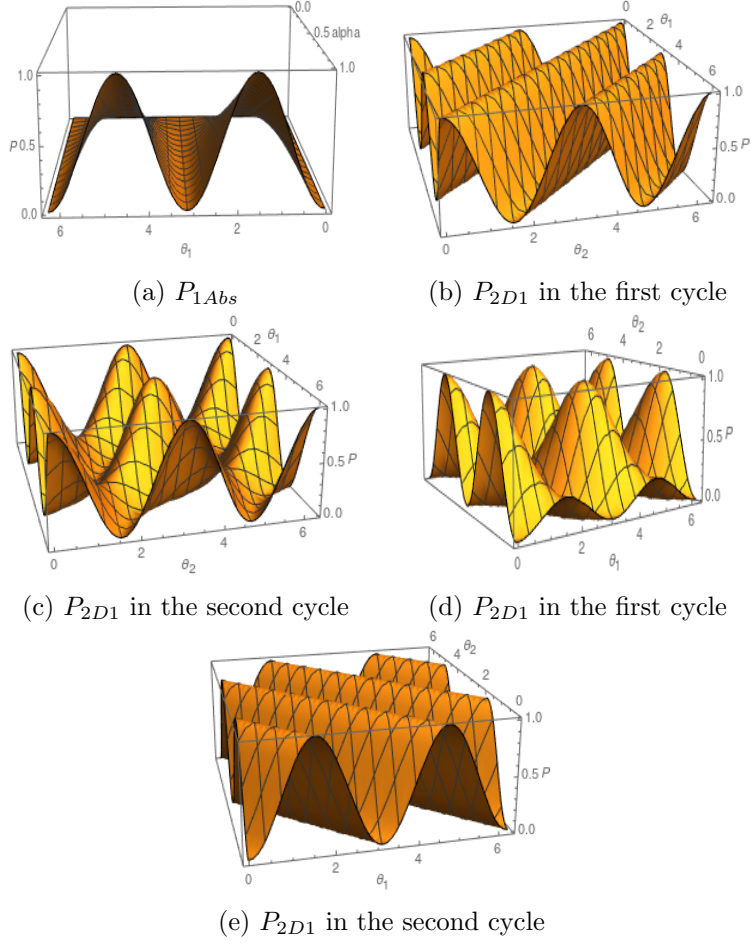 0.0
0.5 alpha
1.0
1.0
P 0.5
0.0
6 4 2 0
θ1
(a) P1Abs
0
2 θ1
4
6
1.0
0.5 P
0.0
0 2 4 6
θ2
(b) P2D1 in the first cycle
0
2 θ1
4
6
1.0
0.5 P
0.0
0 2 4 6
θ2
(c) P2D1 in the second cycle
6 θ2
4
2
0
1.0
0.5 P
0.0
0 2 4 6
θ1
(d) P2D1 in the first cycle
6
4 θ2
2
0
1.0
0.5 P
0.0
0 2 4 6
θ1
(e) P2D1 in the second cycle